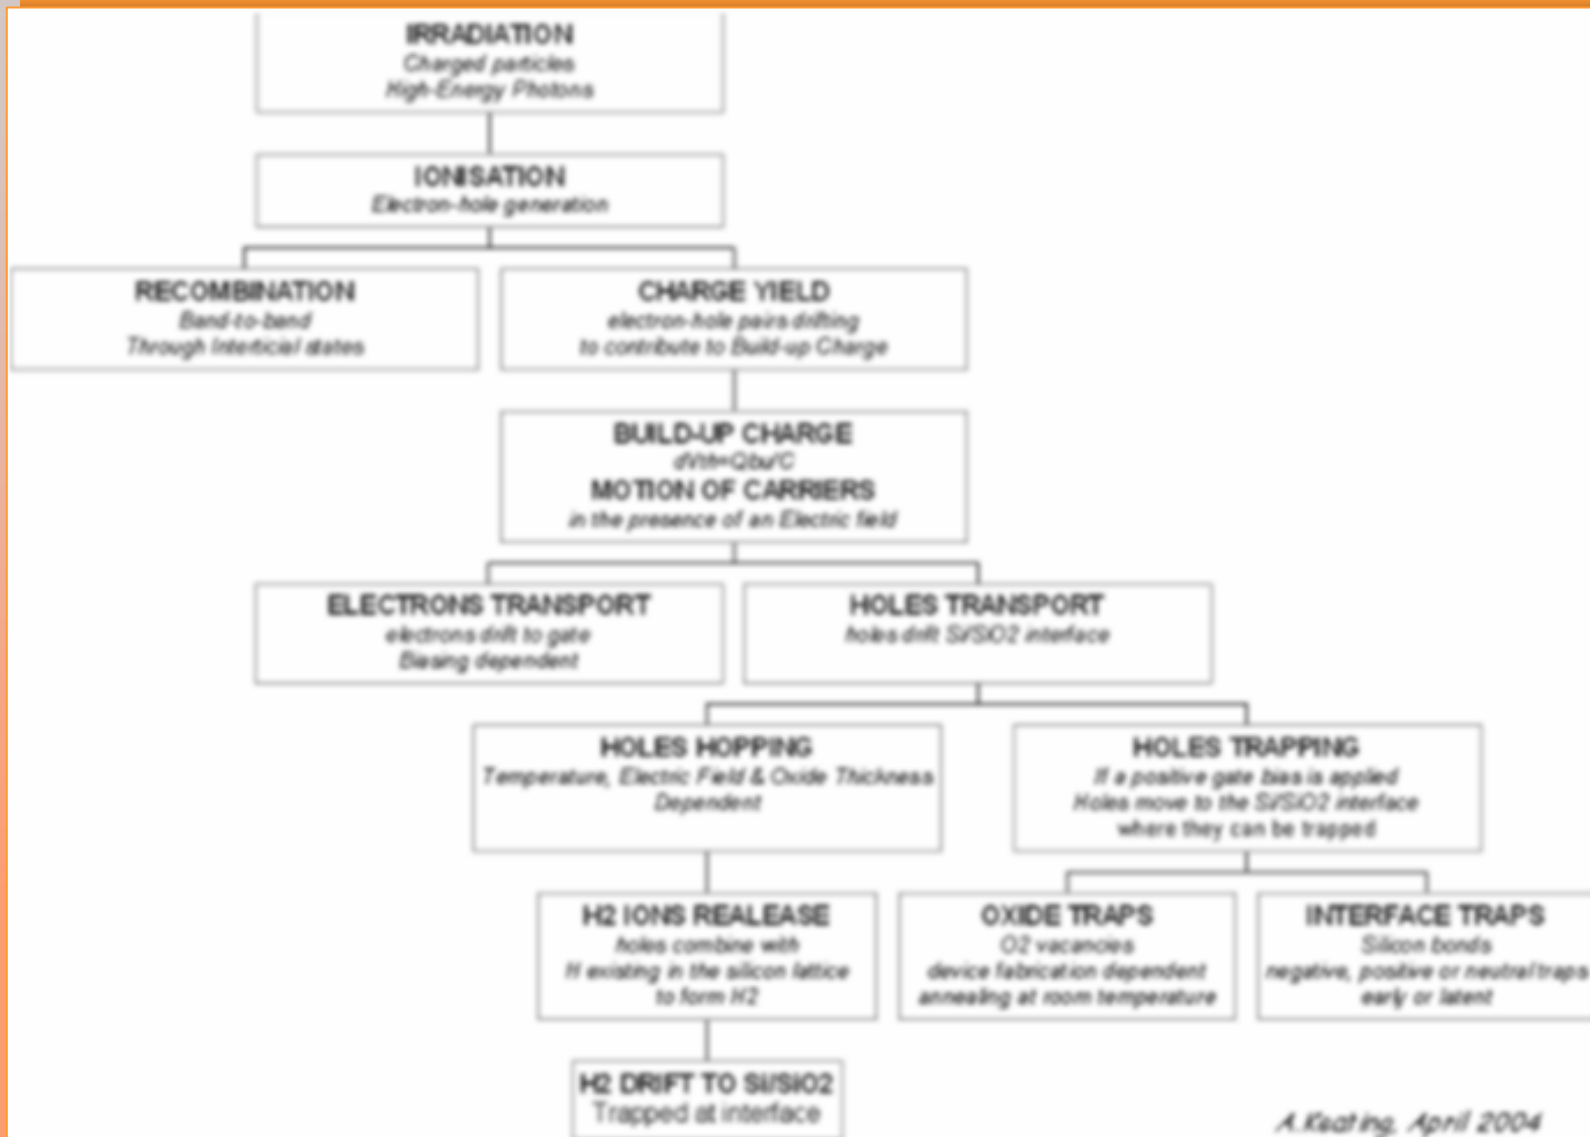 IRRADIATION
Charged particles
High-Energy Photons
IONISATION
Electron-hole generation
RECOMBINATION
Band-to-band
Through Intersticial states
CHARGE YIELD
electron-hole pairs drifting
to contribute to Build-up Charge
BUILD-UP CHARGE
dVth=Qbu/C
MOTION OF CARRIERS
in the presence of an Electric field
ELECTRONS TRANSPORT
electrons drift to gate
Biasing dependent
HOLES TRANSPORT
holes drift Si/SiO2 interface
HOLES HOPPING
Temperature, Electric Field & Oxide Thickness
Dependent
HOLES TRAPPING
If a positive gate bias is applied
Holes move to the Si/SiO2 interface
where they can be trapped
H2 IONS REALEASE
holes combine with
H existing in the silicon lattice
to form H2
OXIDE TRAPS
O2 vacancies
device fabrication dependent
annealing at room temperature
INTERFACE TRAPS
Silicon bonds
negative, positive or neutral traps
early or latent
H2 DRIFT TO Si/SiO2
Trapped at interface
A.Keating, April 2004